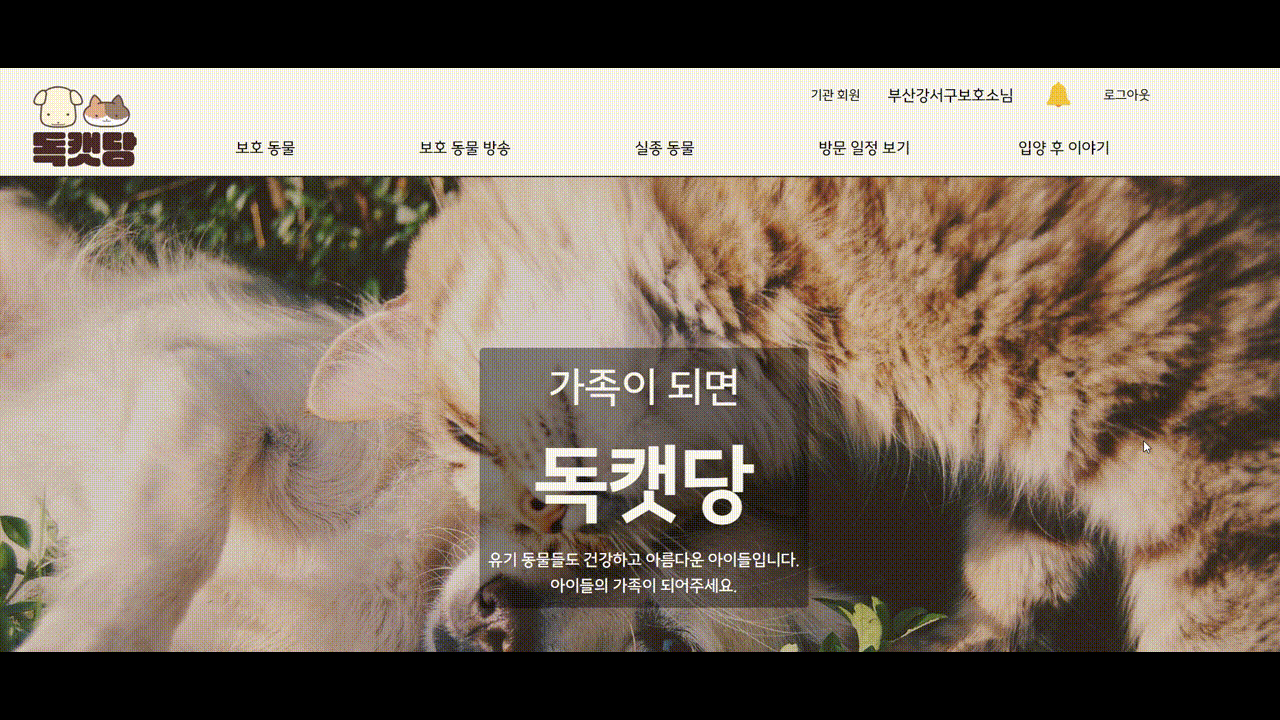 기관 회원 부산강서구보호소님 로그아웃
독캣당
보호 동물 보호 동물 방송 실종 동물 방문 일정 보기 입양 후 이야기
가족이 되면
독캣당
유기 동물들도 건강하고 아름다운 아이들입니다.
아이들의 가족이 되어주세요.